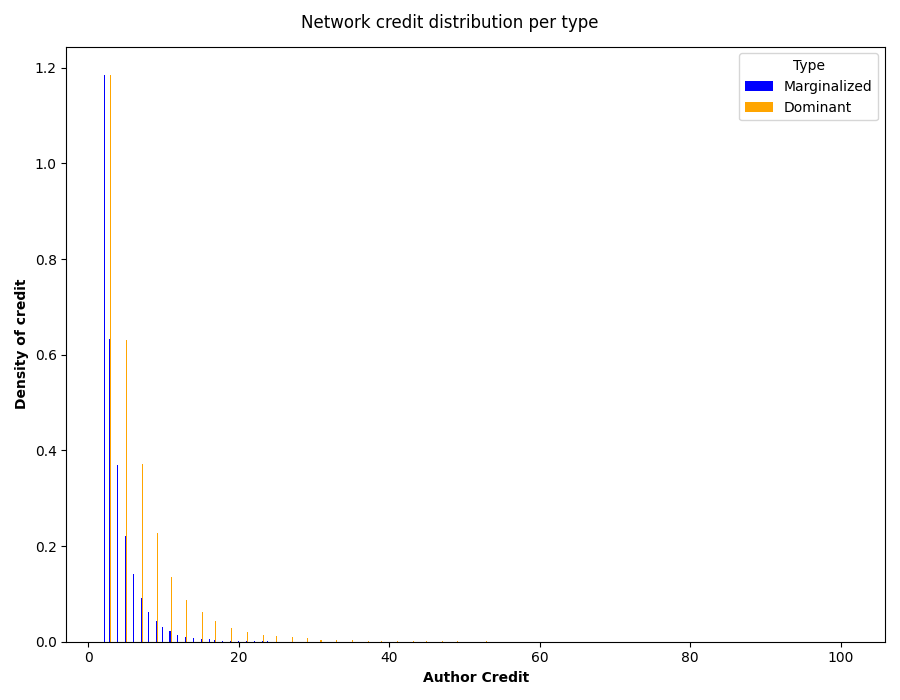 Network credit distribution per type
Type
Marginalized
Dominant
Density of credit
1.2
1.0
0.8
0.6
0.4
0.2
0.0
0 20 40 60 80 100
Author Credit